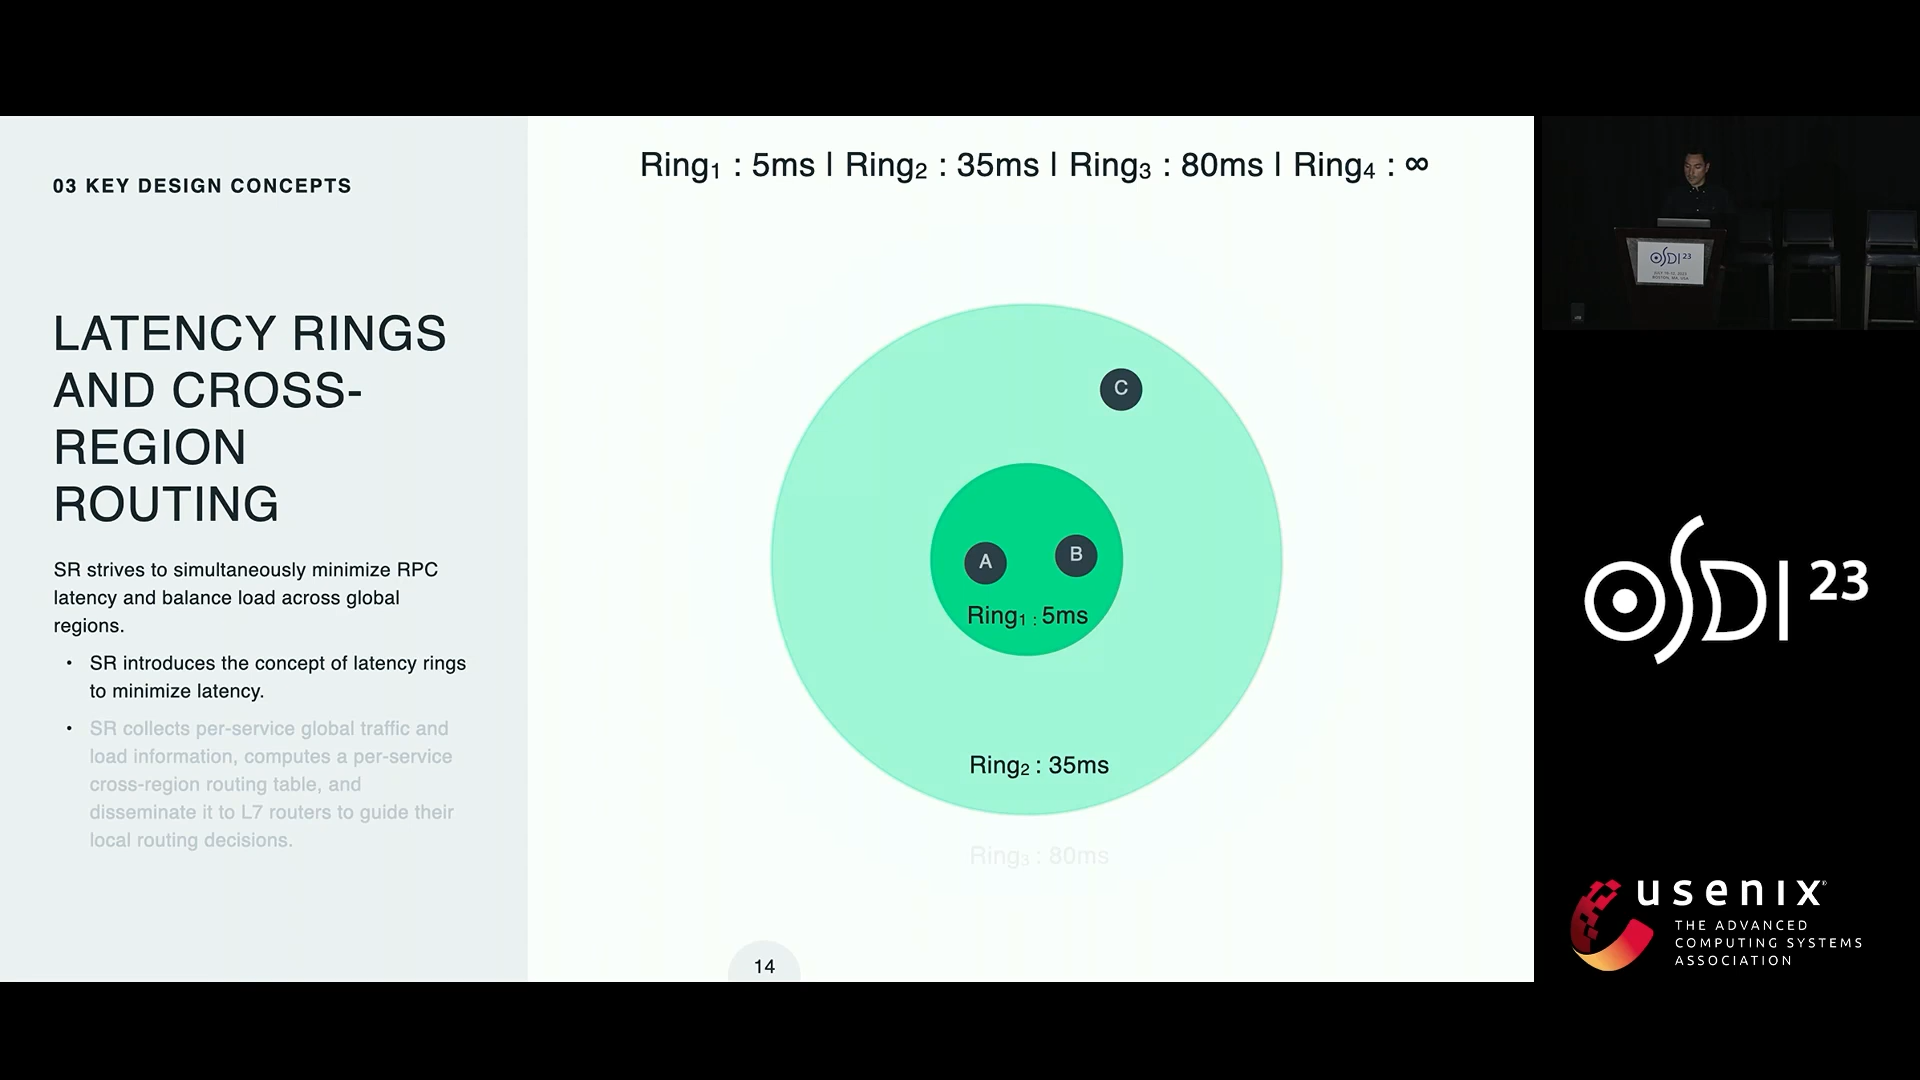 03 KEY DESIGN CONCEPTS
LATENCY RINGS
AND CROSS-
REGION
ROUTING
SR strives to simultaneously minimize RPC
latency and balance load across global
regions.
• SR introduces the concept of latency rings
to minimize latency.
• SR collects per-service global traffic and
load information, computes a per-service
cross-region routing table, and
disseminate it to L7 routers to guide their
local routing decisions.
Ring₁ : 5ms | Ring₂ : 35ms | Ring₃ : 80ms | Ring₄ : ∞
C
A
B
Ring₁ : 5ms
Ring₂ : 35ms
Ring₃ : 80ms
14
OSDI 23
OSDI 23
usenix®
THE ADVANCED
COMPUTING SYSTEMS
ASSOCIATION